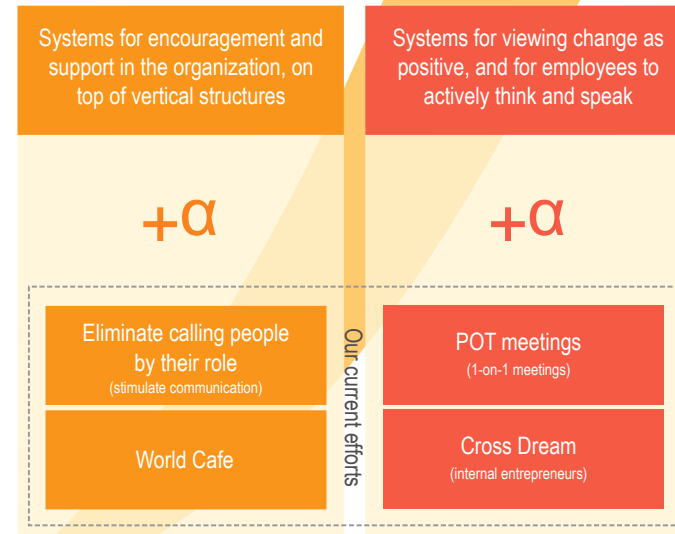 Systems for encouragement and
support in the organization, on
top of vertical structures
Systems for viewing change as
positive, and for employees to
actively think and speak
+α
+α
Eliminate calling people
by their role
(stimulate communication)
World Cafe
Our current efforts
POT meetings
(1-on-1 meetings)
Cross Dream
(internal entrepreneurs)